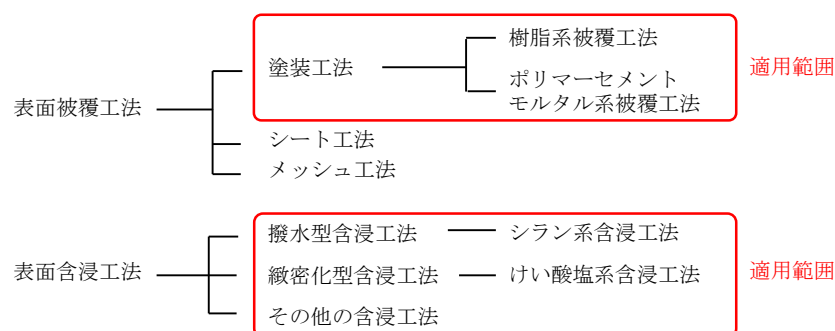 樹脂系被覆工法
塗装工法
適用範囲
ポリマーセメント
モルタル系被覆工法
表面被覆工法
シート工法
メッシュ工法
撥水型含浸工法
シラン系含浸工法
表面含浸工法
緻密化型含浸工法
けい酸塩系含浸工法
適用範囲
その他の含浸工法